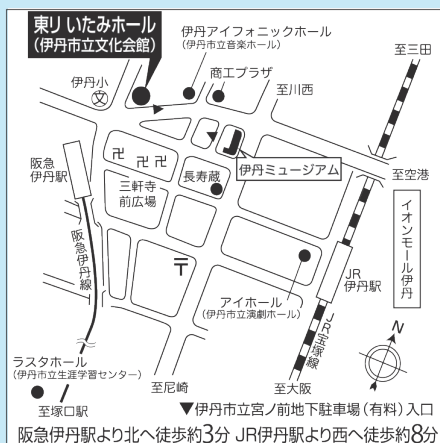 東リ いたみホール
(伊丹市立文化会館)
伊丹アイフォニックホール
(伊丹市立音楽ホール)
至三田
伊丹小
文
商工プラザ
至川西
阪急
伊丹駅
卍 卍 卍
三軒寺
前広場
長寿蔵
伊丹ミュージアム
至空港
イオンモール伊丹
阪急伊丹線
〒
アイホール
(伊丹市立演劇ホール)
JR
伊丹駅
JR宝塚線
N
ラスタホール
(伊丹市立生涯学習センター)
至塚口駅
至尼崎
至大阪
▼伊丹市立宮ノ前地下駐車場(有料)入口
阪急伊丹駅より北へ徒歩約3分 JR伊丹駅より西へ徒歩約8分